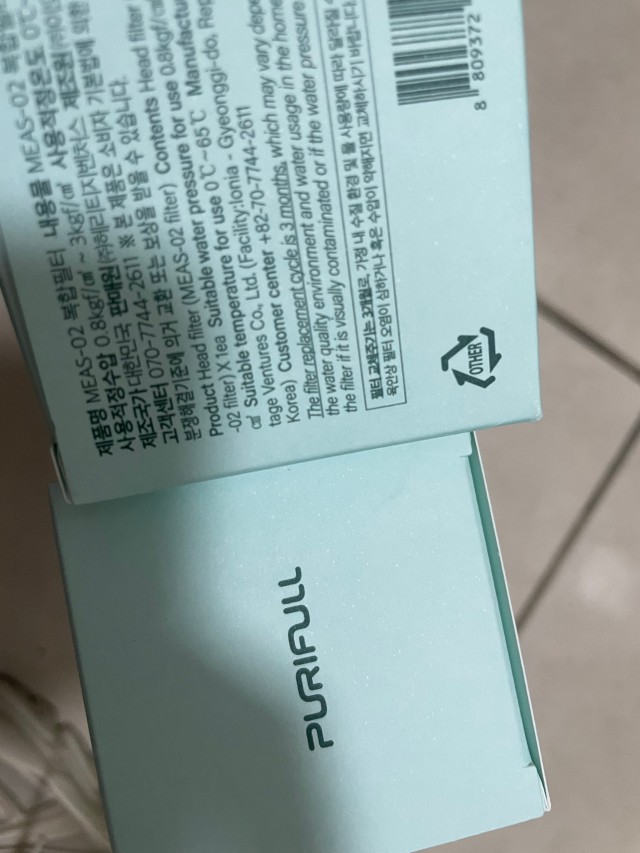 제품명 MEAS-02 복합필터 내용물 MEAS-02 복합필
사용적정수압 0.8kgf/㎠ ~ 3kgf/㎠ 사용적정온도 0℃
제조국가 대한민국 판매원 ㈜헤리티지벤처스 제조원
고객센터 070-7744-2611 ※ 본 제품은 소비자 기본법에 의한
분쟁해결기준에 의거 교환 또는 보상을 받을 수 있습니다.
Product Head filter (MEAS-02 filter) Contents Head filter
-02 filter) X 1ea Suitable water pressure for use 0.8kgf/㎠
㎠ Suitable temperature for use 0℃~65℃ Manufactu
tage Ventures Co., Ltd. (Facility:Ionia - Gyeonggi-do, Rep
Korea) Customer center +82-70-7744-2611
The filter replacement cycle is 3 months, which may vary depe
the water quality environment and water usage in the home
the filter if it is visually contaminated or if the water pressure
필터 교체주기는 3개월로, 가정 내 수질 환경 및 물 사용량에 따라 달라질 수
육안상 필터 오염이 심하거나 혹은 수압이 약해지면 교체하시기 바랍니다.
8 809372
OTHER
PURIFULL